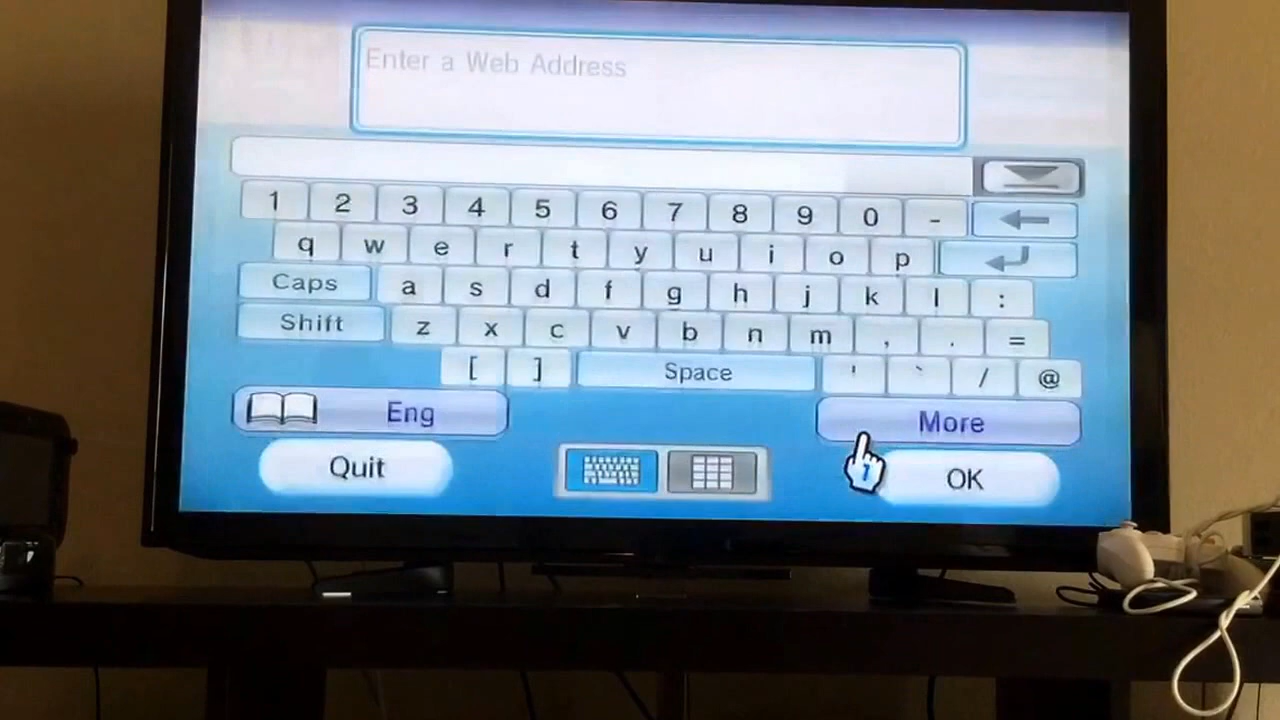 Enter a Web Address
1 2 3 4 5 6 7 8 9 0 -
q w e r t y u i o p
Caps a s d f g h j k l :
Shift z x c v b n m , . =
[ ] Space ' ` / @
Eng More
Quit OK
1